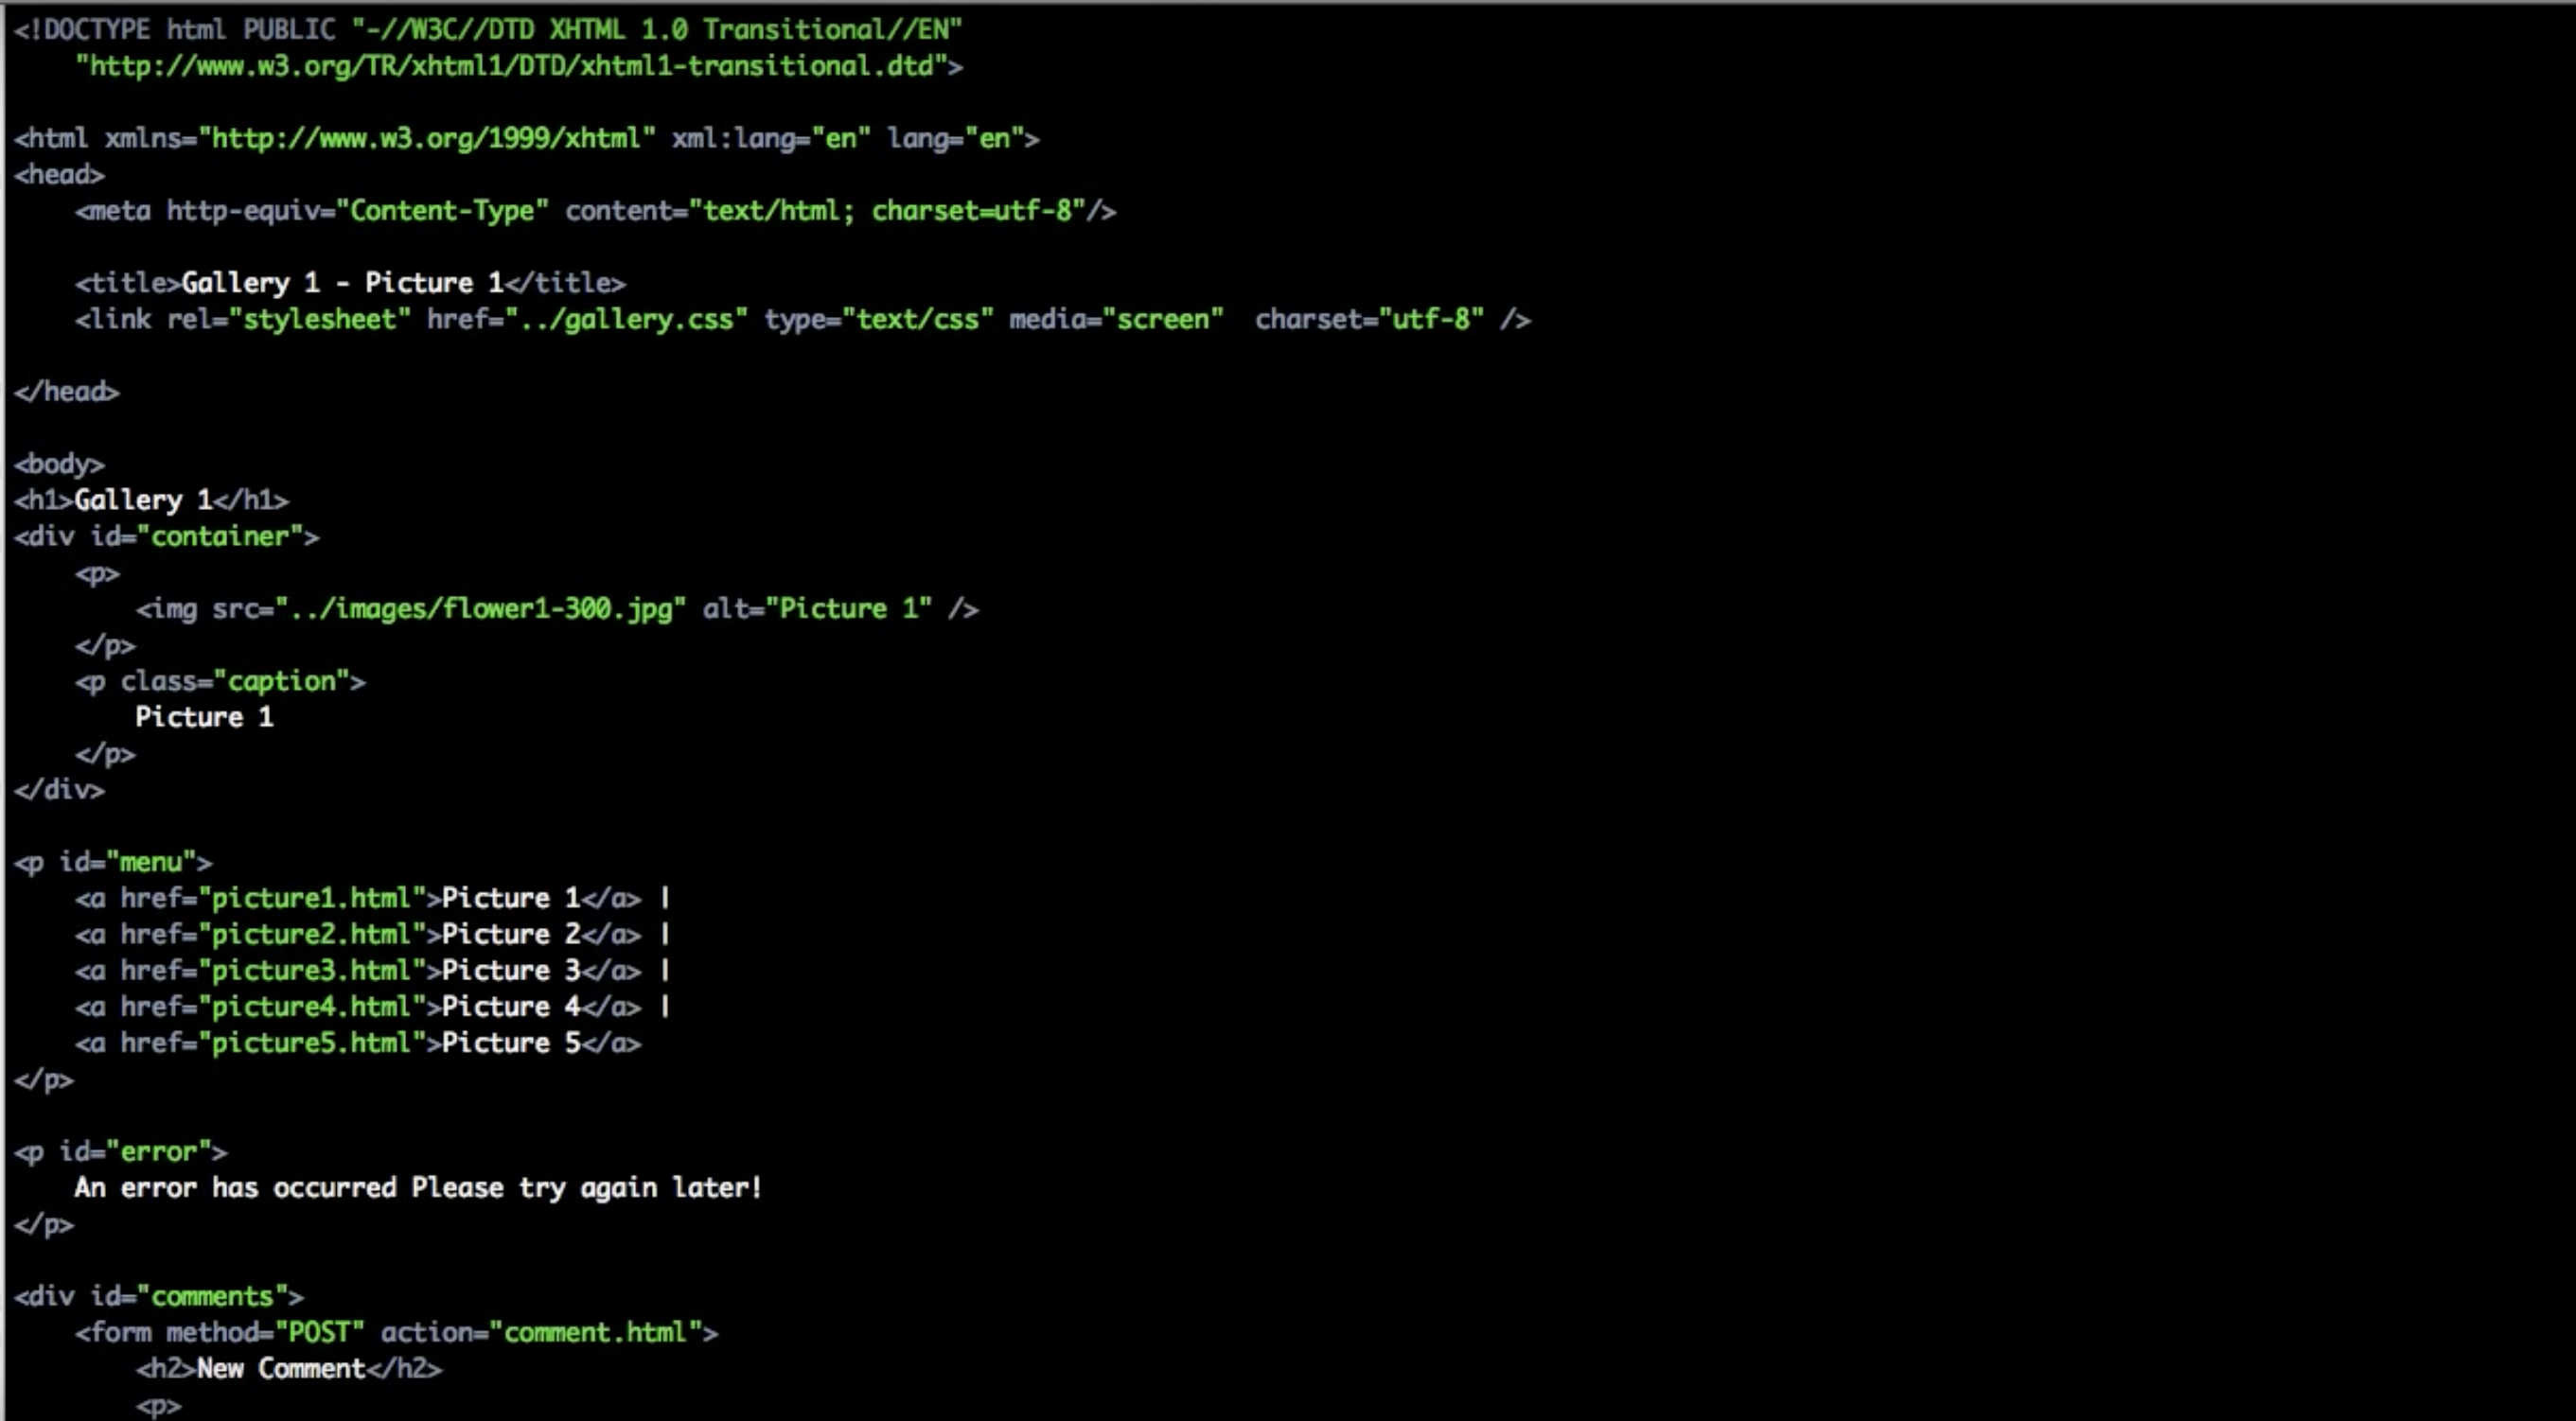 <!DOCTYPE html PUBLIC "-//W3C//DTD XHTML 1.0 Transitional//EN"
    "http://www.w3.org/TR/xhtml1/DTD/xhtml1-transitional.dtd">

<html xmlns="http://www.w3.org/1999/xhtml" xml:lang="en" lang="en">
<head>
    <meta http-equiv="Content-Type" content="text/html; charset=utf-8"/>

    <title>Gallery 1 - Picture 1</title>
    <link rel="stylesheet" href="../gallery.css" type="text/css" media="screen"  charset="utf-8" />

</head>

<body>
<h1>Gallery 1</h1>
<div id="container">
    <p>
        <img src="../images/flower1-300.jpg" alt="Picture 1" />
    </p>
    <p class="caption">
        Picture 1
    </p>
</div>

<p id="menu">
    <a href="picture1.html">Picture 1</a> |
    <a href="picture2.html">Picture 2</a> |
    <a href="picture3.html">Picture 3</a> |
    <a href="picture4.html">Picture 4</a> |
    <a href="picture5.html">Picture 5</a>
</p>

<p id="error">
    An error has occurred Please try again later!
</p>

<div id="comments">
    <form method="POST" action="comment.html">
        <h2>New Comment</h2>
        <p>